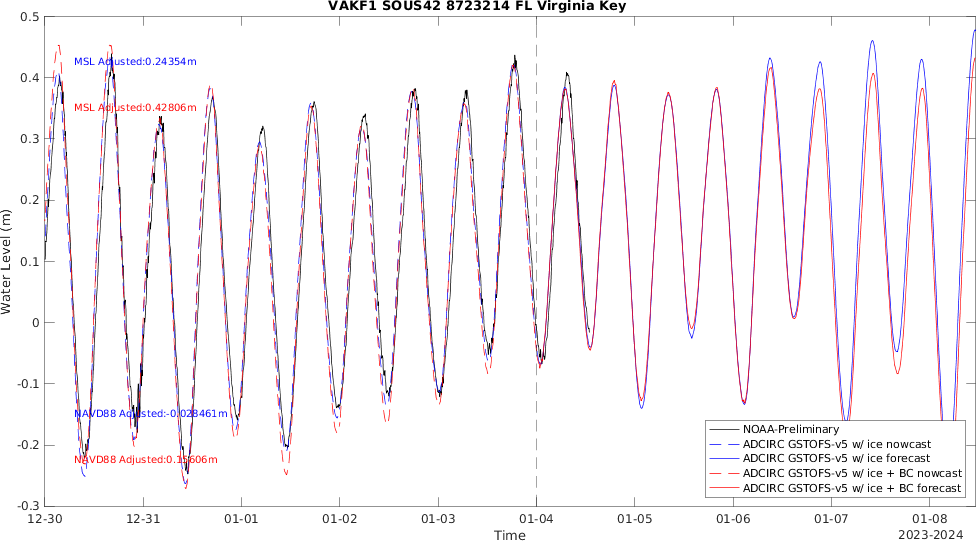 VAKF1 SOUS42 8723214 FL Virginia Key
0.5
0.4
0.3
0.2
0.1
0
-0.1
-0.2
-0.3
Water Level (m)
MSL Adjusted:0.24354m
MSL Adjusted:0.42806m
NAVD88 Adjusted:-0.028461m
NAVD88 Adjusted:0.15606m
NOAA-Preliminary
ADCIRC GSTOFS-v5 w/ ice nowcast
ADCIRC GSTOFS-v5 w/ ice forecast
ADCIRC GSTOFS-v5 w/ ice + BC nowcast
ADCIRC GSTOFS-v5 w/ ice + BC forecast
12-30 12-31 01-01 01-02 01-03 01-04 01-05 01-06 01-07 01-08
Time
2023-2024